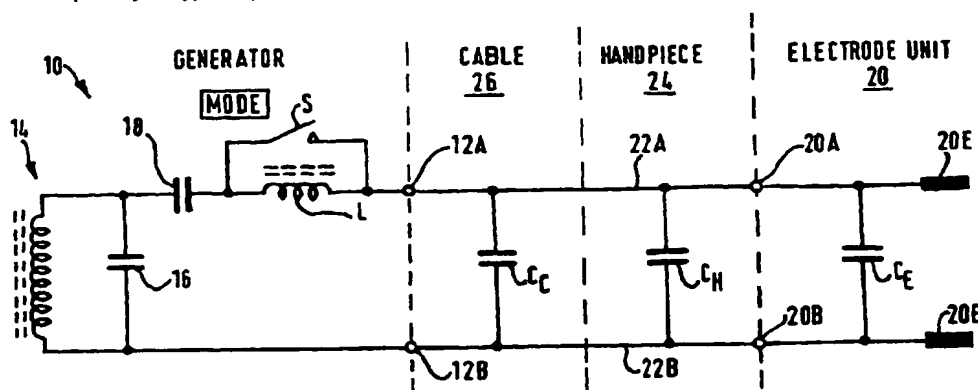 GENERATOR
CABLE
26
HANDPIECE
24
ELECTRODE UNIT
20
10
MODE
S
18
14
12A
22A
20A
20E
L
16
C_C
C_H
C_E
20B
20E
12B
22B